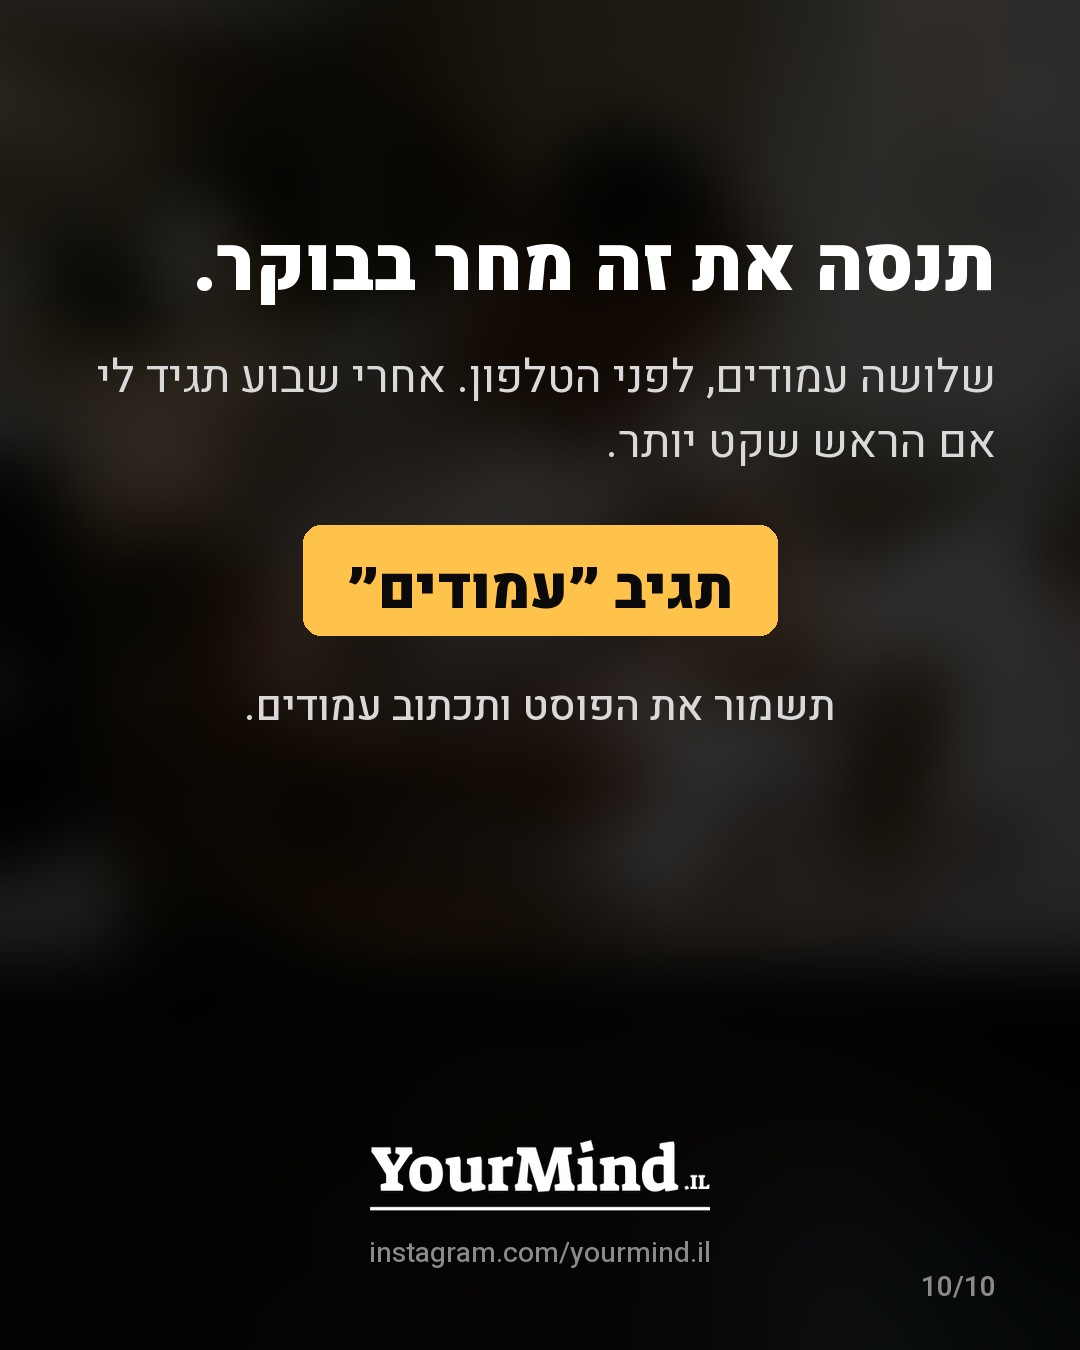 תנסה את זה מחר בבוקר.
שלושה עמודים, לפני הטלפון. אחרי שבוע תגיד לי
אם הראש שקט יותר.
תגיב ”עמודים”
תשמור את הפוסט ותכתוב עמודים.
YourMind.IL
instagram.com/yourmind.il
10/10